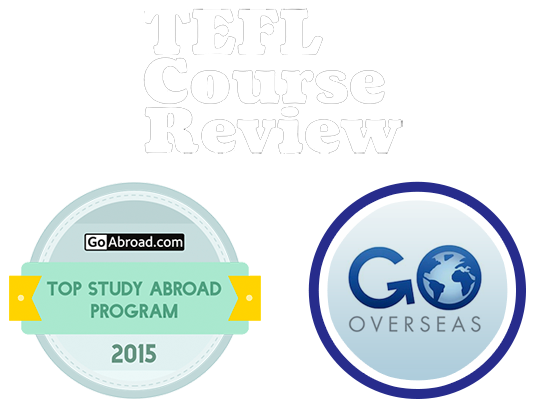 TEFL
Course
Review
GoAbroad.com
TOP STUDY ABROAD
PROGRAM
2015
GO
OVERSEAS